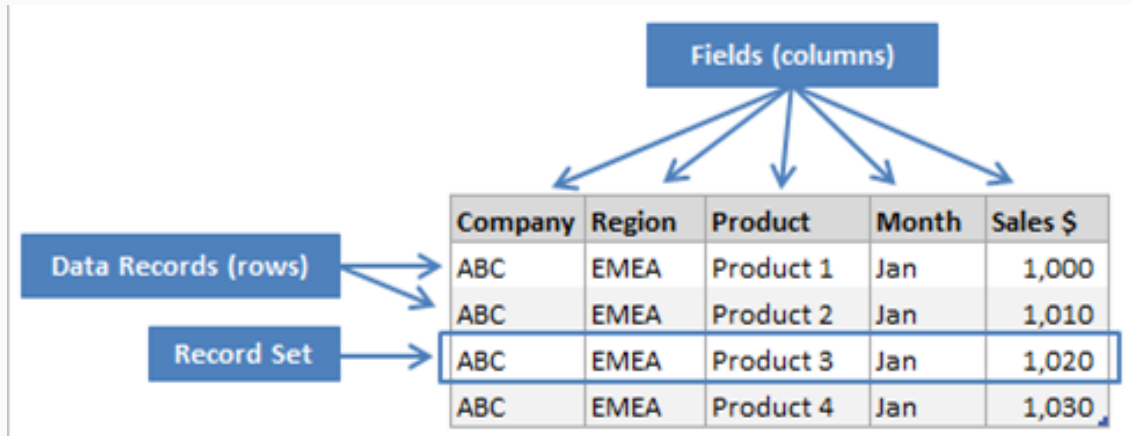 Fields (columns)
Company Region Product Month Sales $
Data Records (rows)
ABC EMEA Product 1 Jan 1,000
ABC EMEA Product 2 Jan 1,010
Record Set
ABC EMEA Product 3 Jan 1,020
ABC EMEA Product 4 Jan 1,030